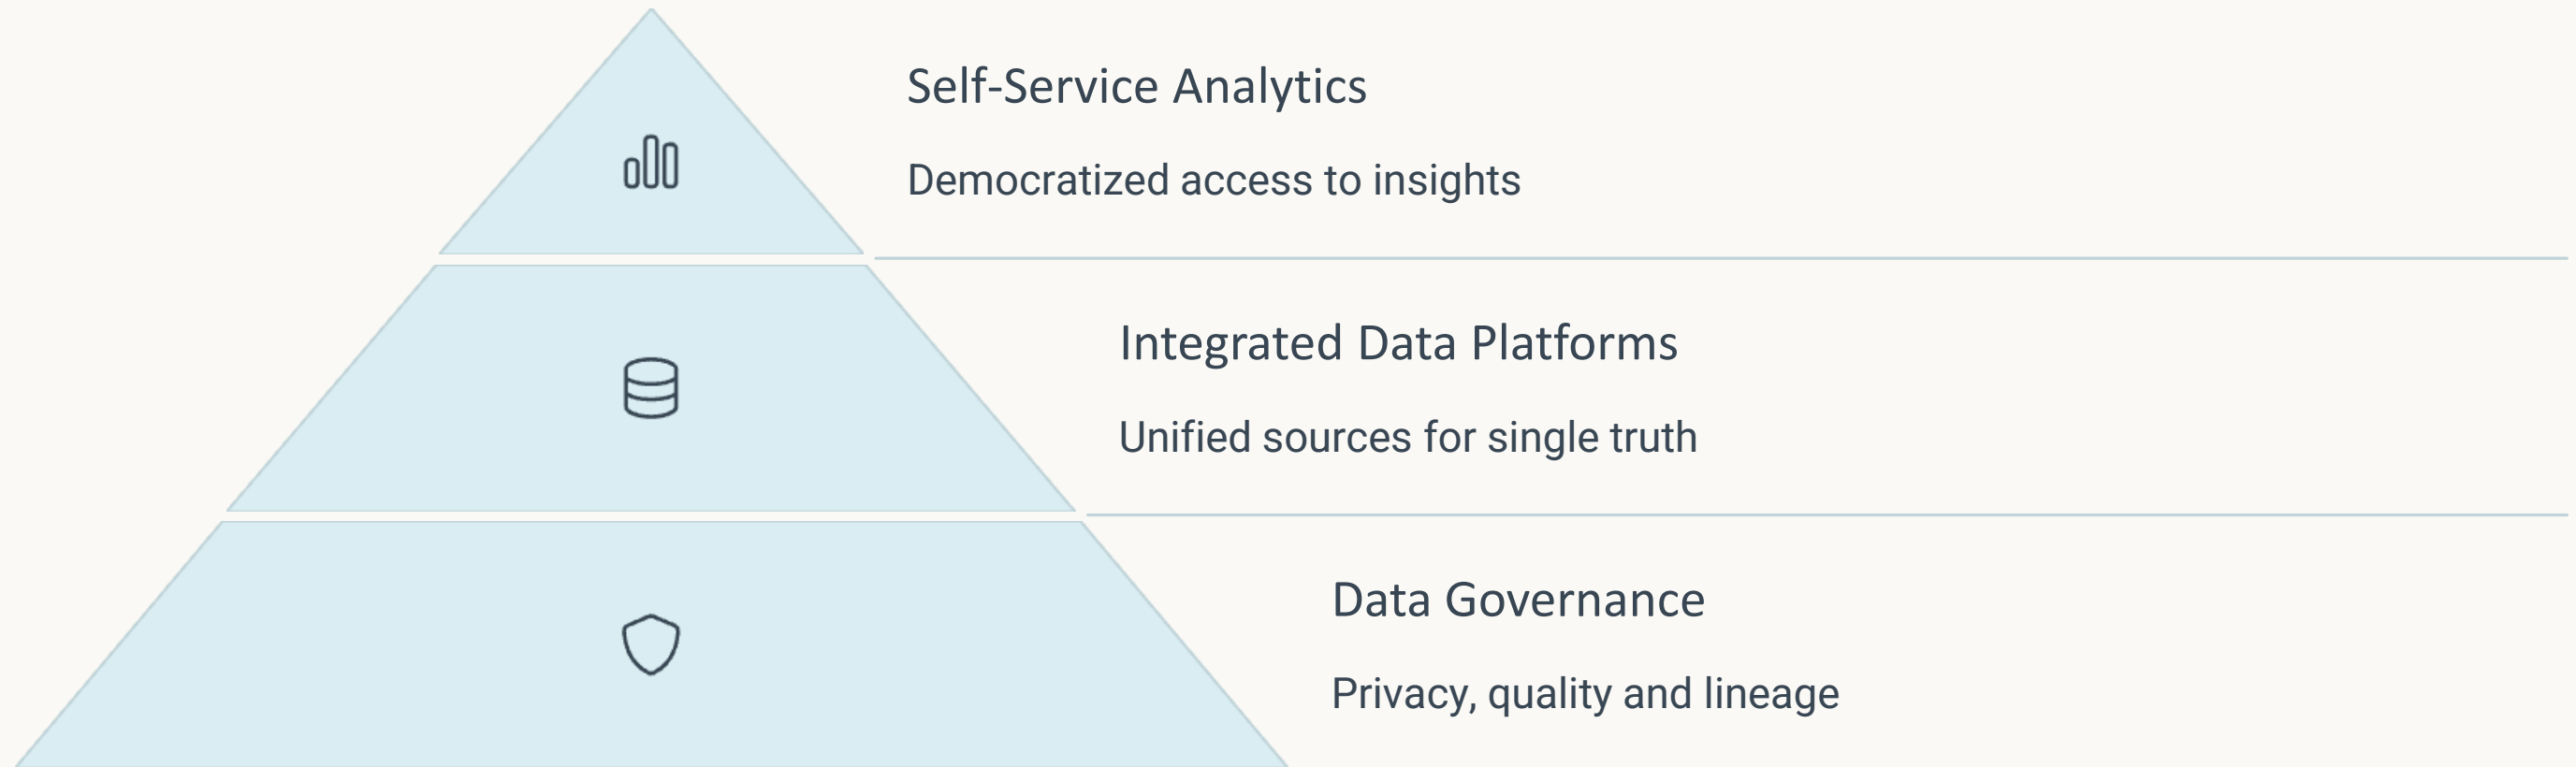 Self-Service Analytics
Democratized access to insights
Integrated Data Platforms
Unified sources for single truth
Data Governance
Privacy, quality and lineage